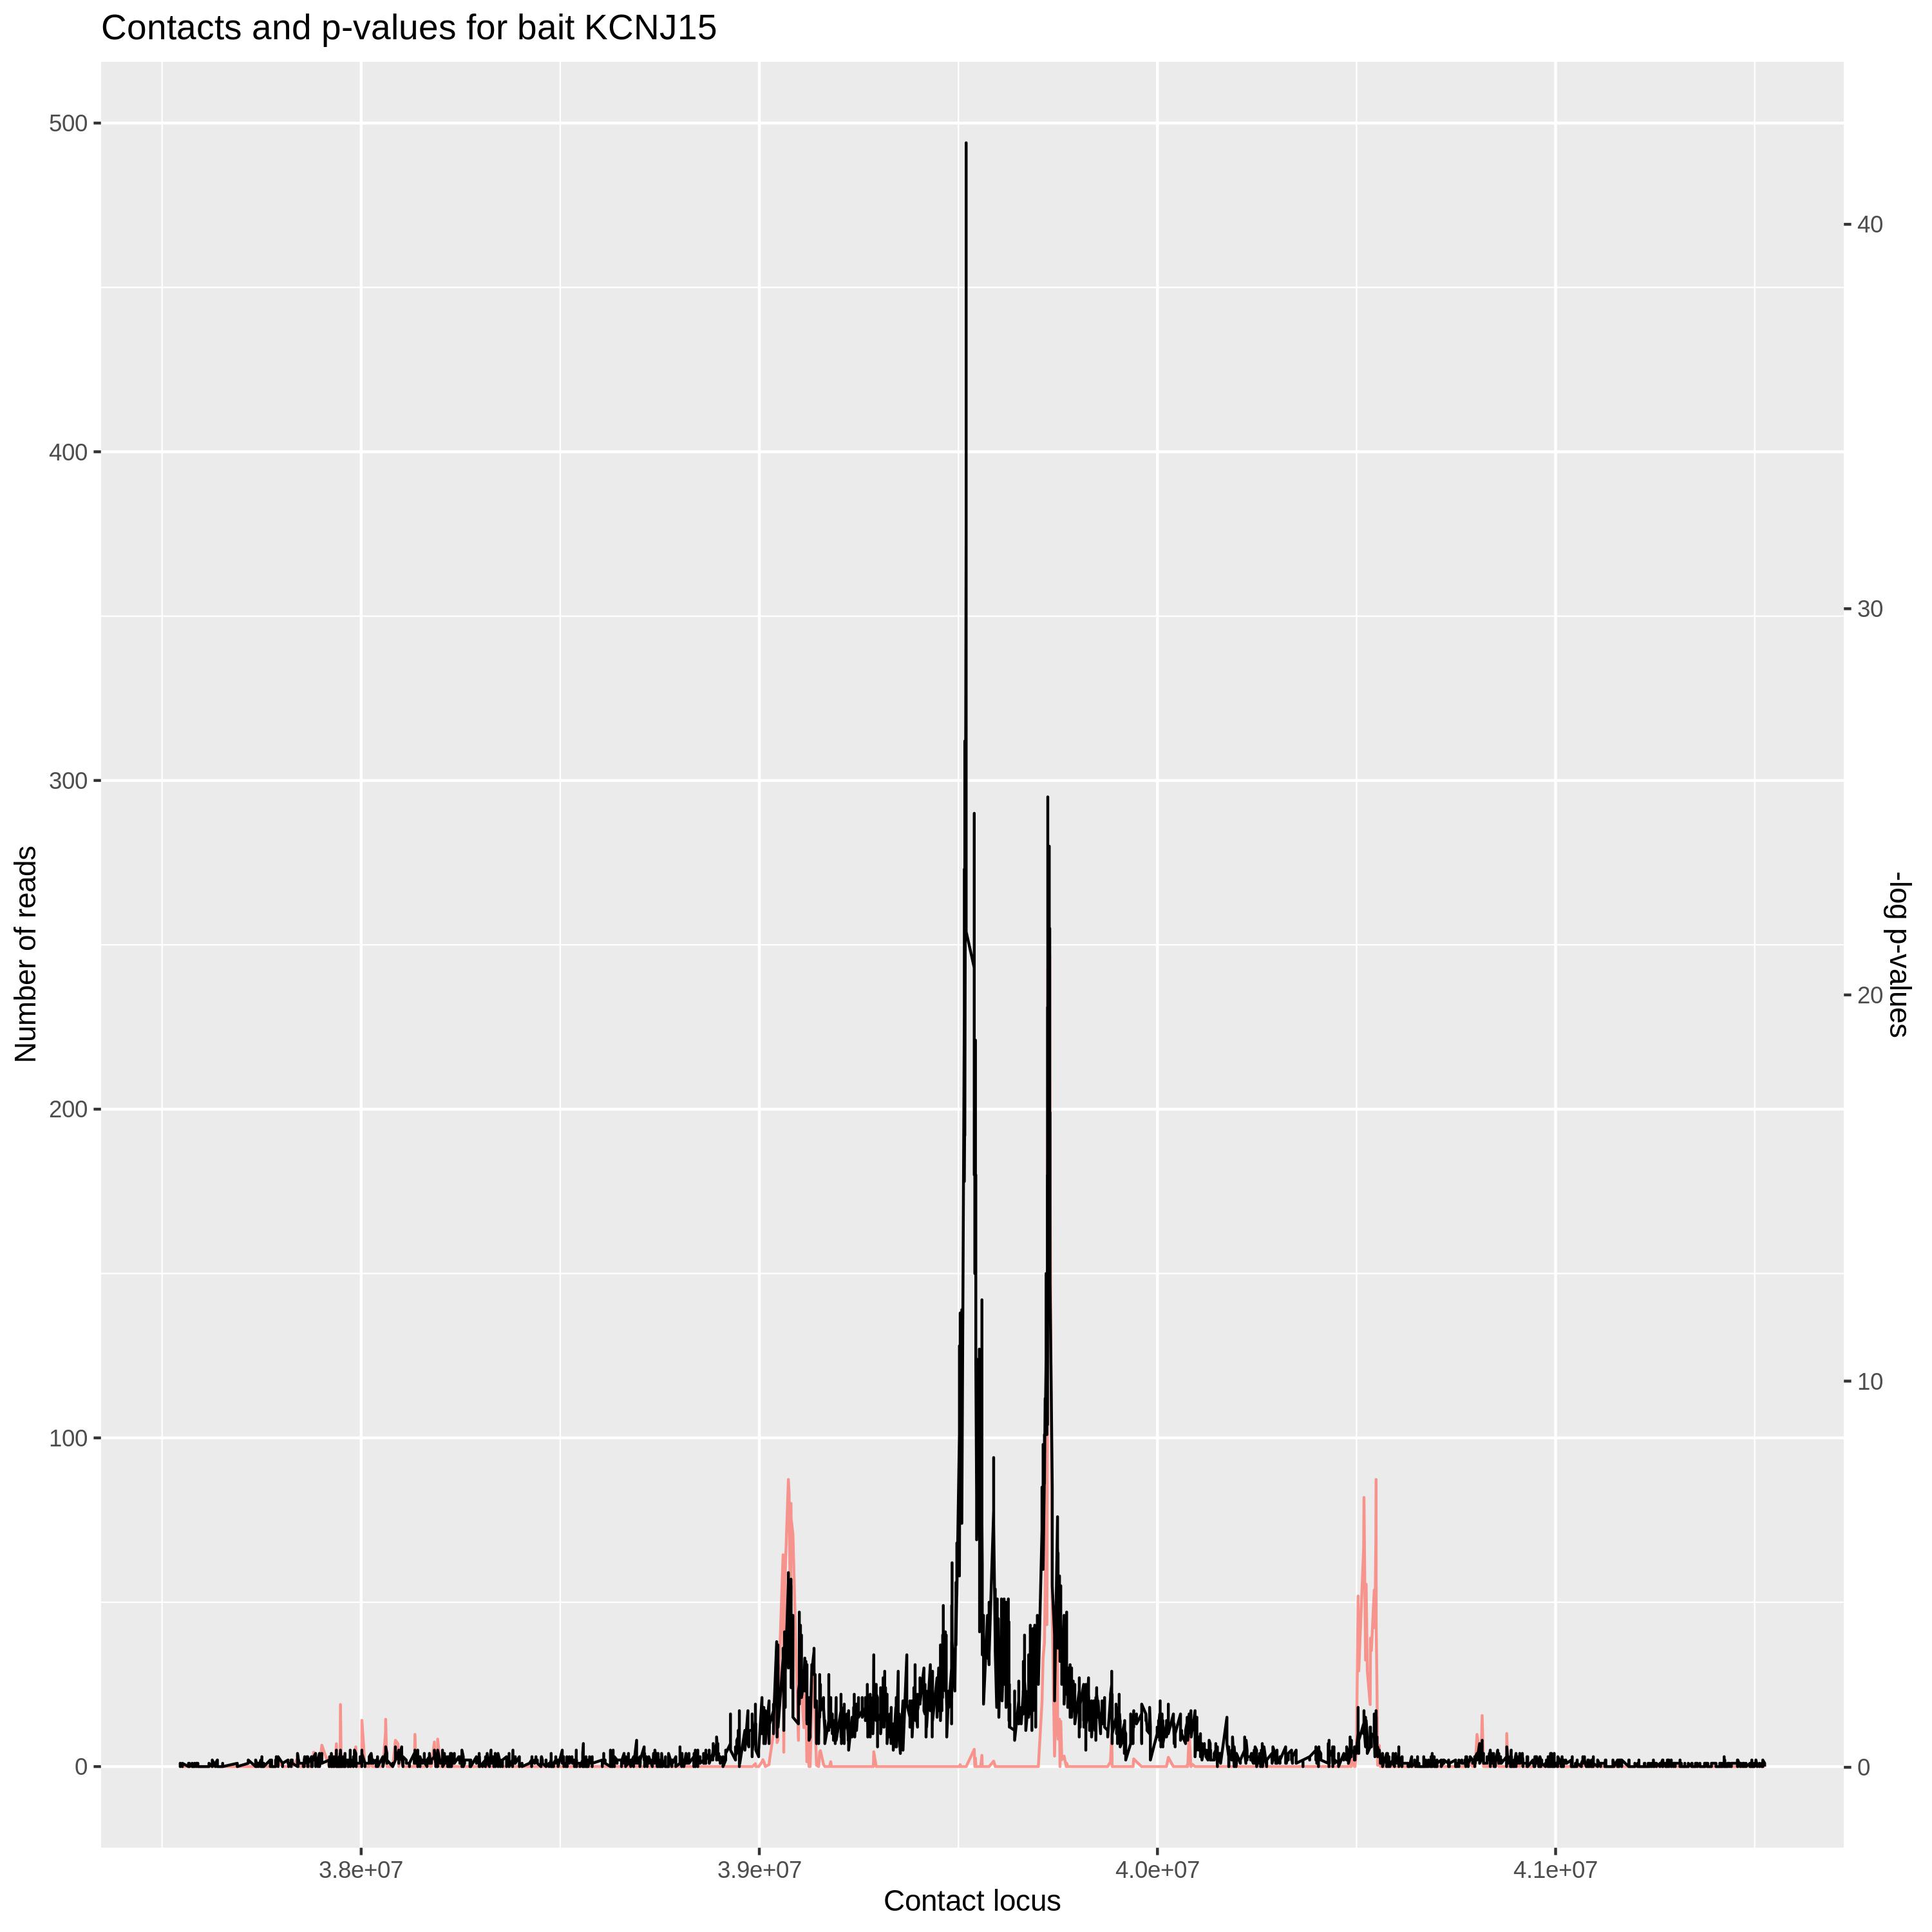 Contacts and p-values for bait KCNJ15
500
400
300
200
100
0
Number of reads
40
30
20
10
0
-log p-values
3.8e+07 3.9e+07 4.0e+07 4.1e+07
Contact locus